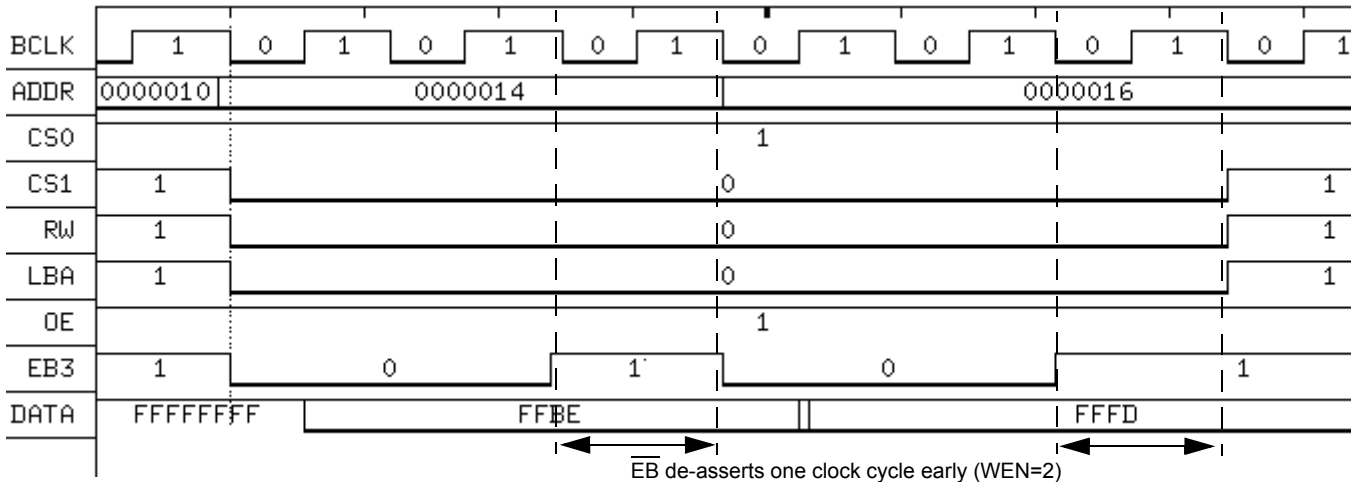 BCLK 1 0 1 0 1 0 1 0 1 0 1 0 1 0 1
ADDR 0000010 0000014 0000016
CS0 1
CS1 1 0 1
RW 1 0 1
LBA 1 0 1
OE 1
EB3 1 0 1 0 1
DATA FFFFFFFF FFBE FFFD
EB de-asserts one clock cycle early (WEN=2)